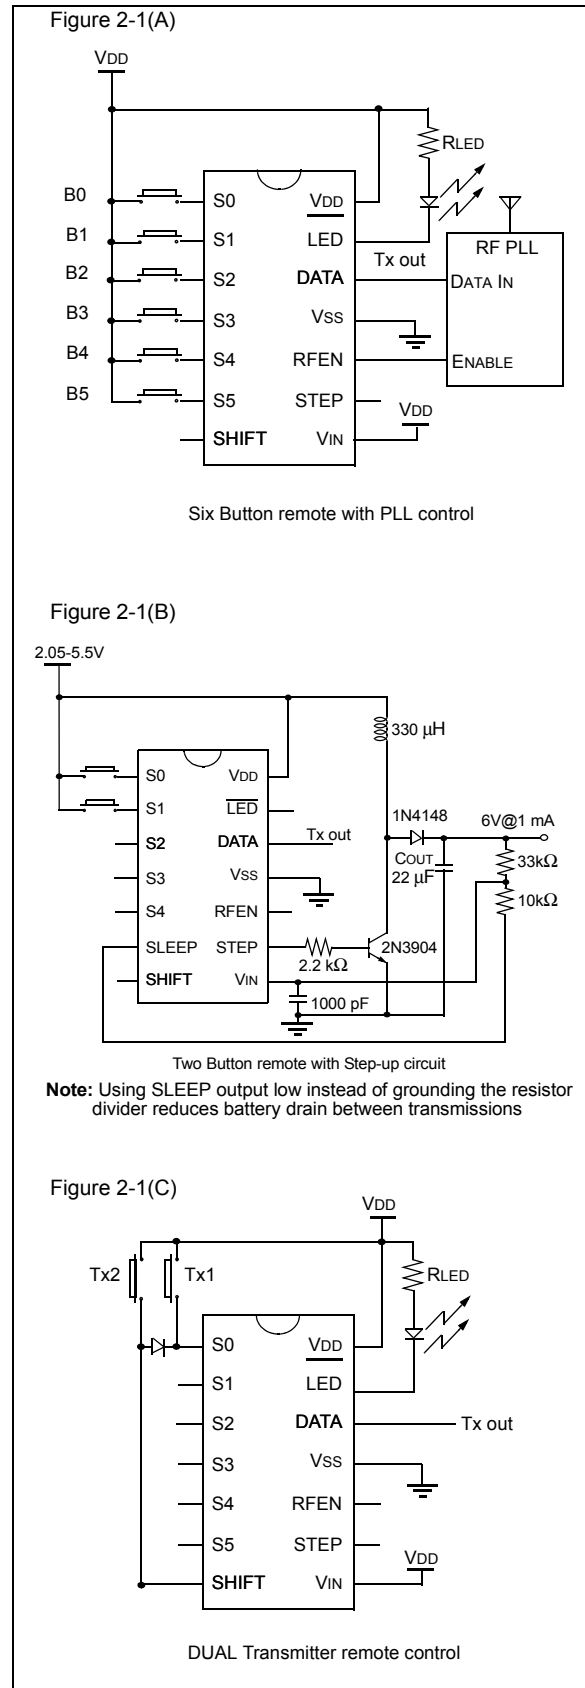 Figure 2-1(A)
VDD
RLED
B0
S0
VDD
B1
S1
LED
RF PLL
Tx out
B2
S2
DATA
DATA IN
B3
S3
VSS
B4
S4
RFEN
ENABLE
B5
S5
STEP
VDD
SHIFT
VIN
Six Button remote with PLL control
Figure 2-1(B)
2.05-5.5V
330 μH
S0
VDD
S1
LED
1N4148
6V@1 mA
S2
DATA
Tx out
COUT
22 μF
33kΩ
S3
VSS
10kΩ
S4
RFEN
SLEEP
STEP
2.2 kΩ
2N3904
SHIFT
VIN
1000 pF
Two Button remote with Step-up circuit
Note: Using SLEEP output low instead of grounding the resistor
divider reduces battery drain between transmissions
Figure 2-1(C)
VDD
Tx2
Tx1
RLED
S0
VDD
S1
LED
S2
DATA
Tx out
S3
VSS
S4
RFEN
S5
STEP
VDD
SHIFT
VIN
DUAL Transmitter remote control